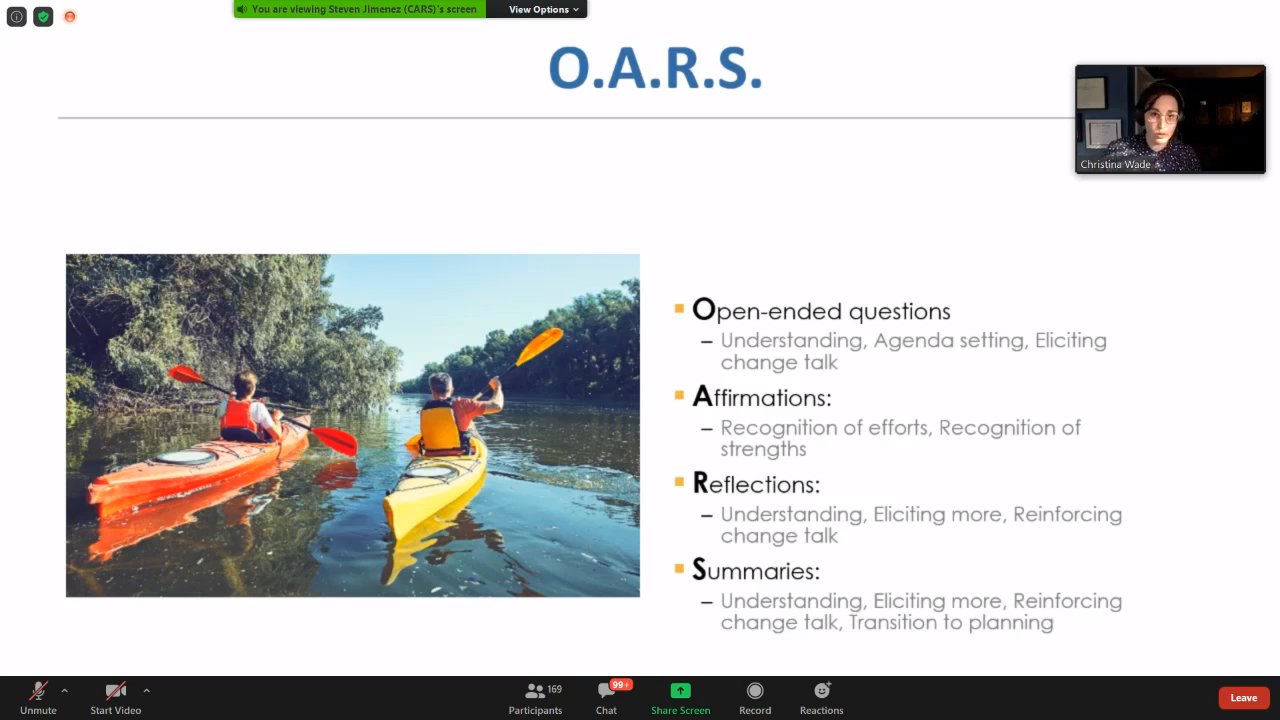 You are viewing Steven Jimenez (CARS)'s screen
View Options
O.A.R.S.
Christina Wade
Open-ended questions
– Understanding, Agenda setting, Eliciting
change talk
Affirmations:
– Recognition of efforts, Recognition of
strengths
Reflections:
– Understanding, Eliciting more, Reinforcing
change talk
Summaries:
– Understanding, Eliciting more, Reinforcing
change talk, Transition to planning
Unmute
Start Video
169
Participants
99+
Chat
Share Screen
Record
Reactions
Leave